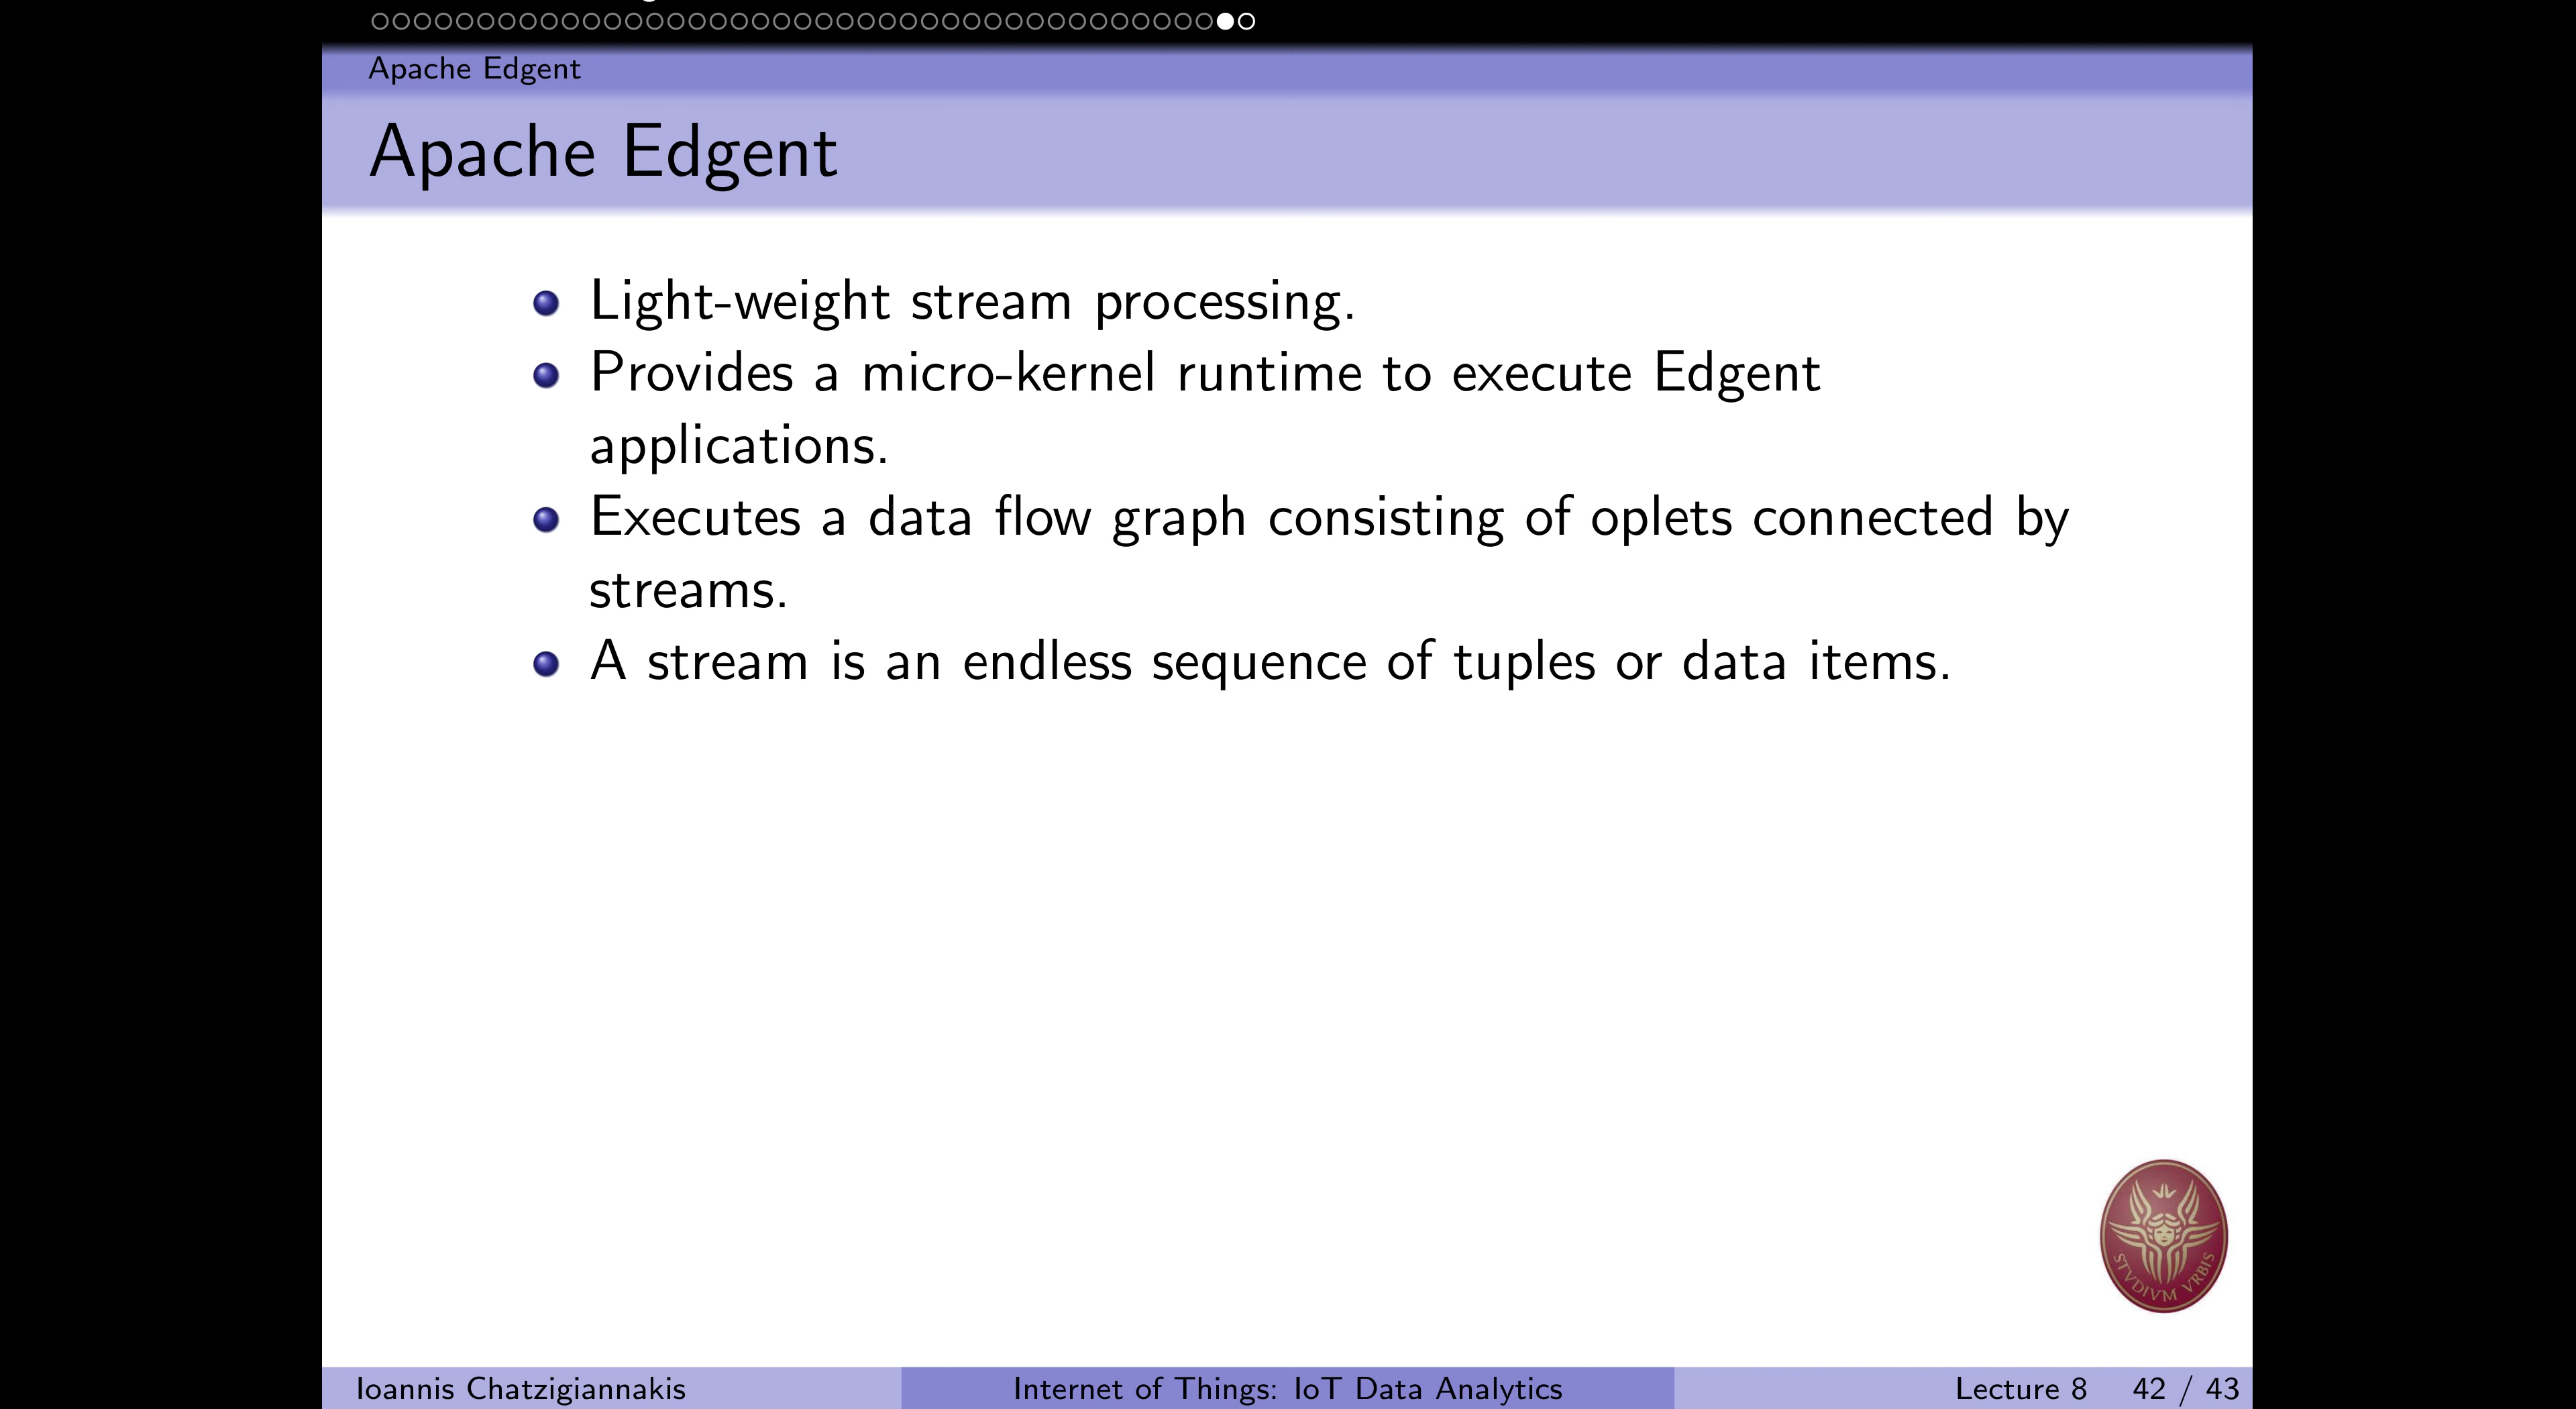 Apache Edgent
Apache Edgent
Light-weight stream processing.
Provides a micro-kernel runtime to execute Edgent
applications.
Executes a data flow graph consisting of oplets connected by
streams.
A stream is an endless sequence of tuples or data items.
STVDIVM VRBIS
Ioannis Chatzigiannakis
Internet of Things: IoT Data Analytics
Lecture 8
42 / 43